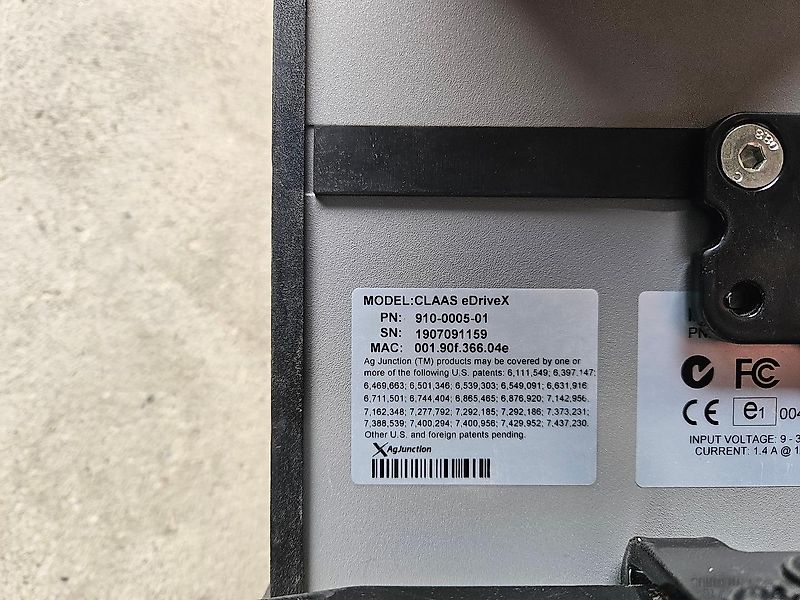 MODEL:CLAAS eDriveX
PN: 910-0005-01
SN: 1907091159
MAC: 001.90f.366.04e
Ag Junction (TM) products may be covered by one or
more of the following U.S. patents: 6,111,549; 6,397,147;
6,469,663; 6,501,346; 6,539,303; 6,549,091; 6,631,916
6,711,501; 6,744,404; 6,865,465; 6,876,920; 7,142,956,
7,162,348; 7,277,792; 7,292,185; 7,292,186; 7,373,231;
7,388,539; 7,400,294; 7,400,956; 7,429,952; 7,437,230.
Other U.S. and foreign patents pending.
AgJunction
PN
FC
CE e1 004
INPUT VOLTAGE: 9 - 3
CURRENT: 1.4 A @ 1